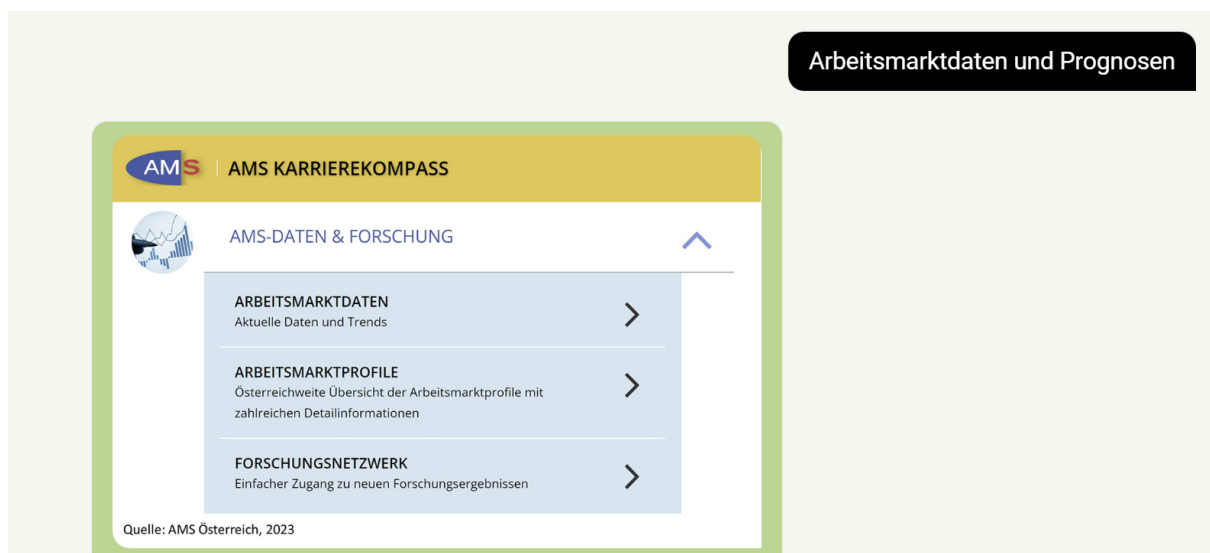 Arbeitsmarktdaten und Prognosen
AMS
AMS KARRIEREKOMPASS
AMS-DATEN & FORSCHUNG
ARBEITSMARKTDATEN
Aktuelle Daten und Trends
ARBEITSMARKTPROFILE
Österreichweite Übersicht der Arbeitsmarktprofile mit
zahlreichen Detailinformationen
FORSCHUNGSNETZWERK
Einfacher Zugang zu neuen Forschungsergebnissen
Quelle: AMS Österreich, 2023